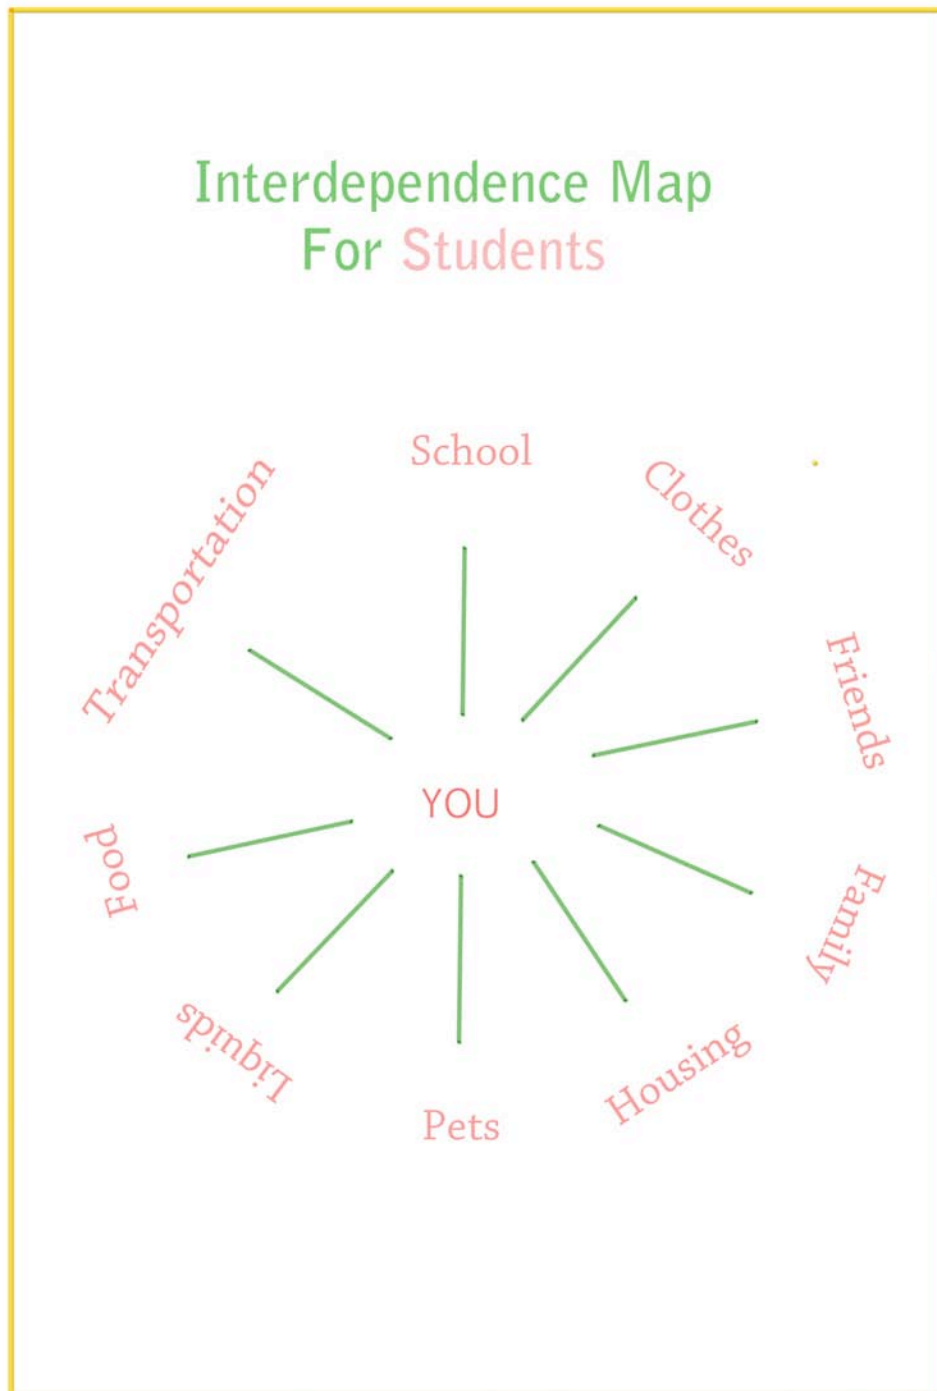 Interdependence Map
For Students
School
Clothes
Transportation
Friends
YOU
Food
Family
Liquids
Housing
Pets